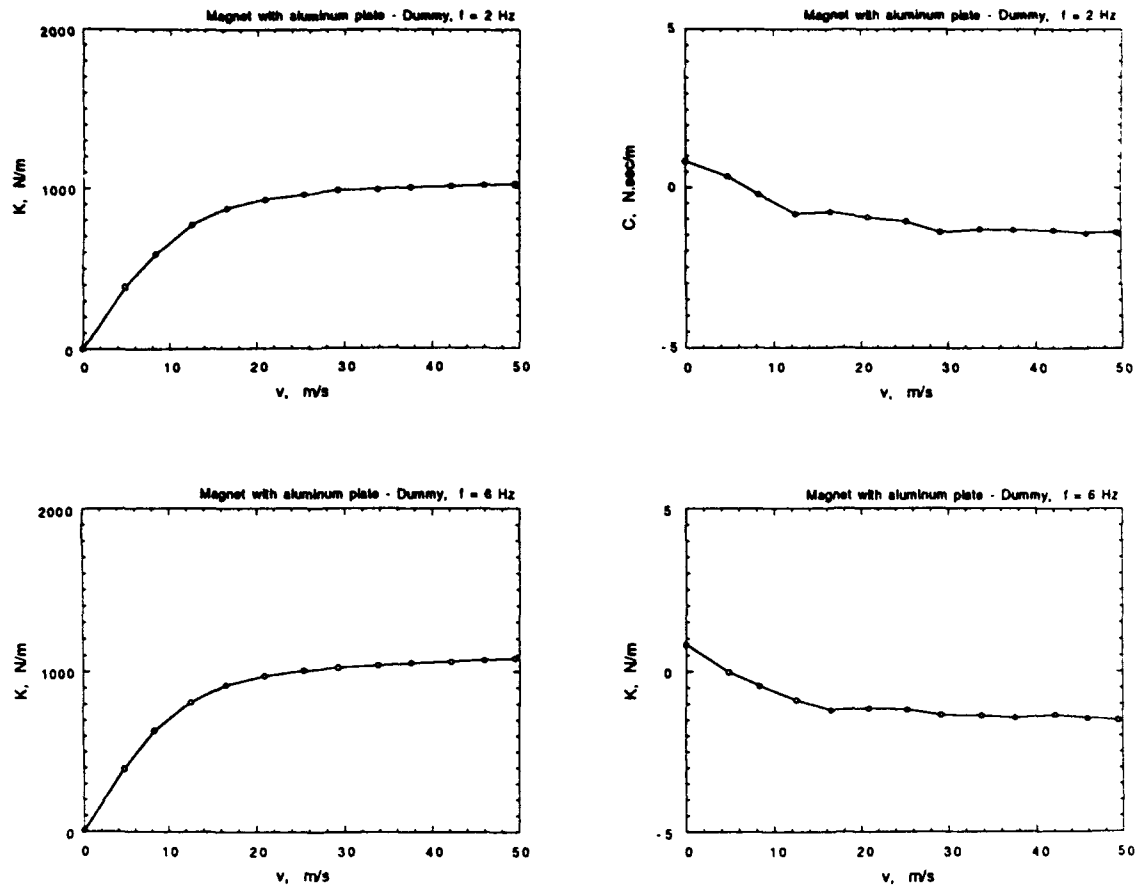 Magnet with aluminum plate - Dummy, f = 2 Hz
2000
1000
0
K, N/m
0 10 20 30 40 50
v, m/s
Magnet with aluminum plate - Dummy, f = 2 Hz
5
0
-5
C, N.sec/m
0 10 20 30 40 50
v, m/s
Magnet with aluminum plate - Dummy, f = 6 Hz
2000
1000
0
K, N/m
0 10 20 30 40 50
v, m/s
Magnet with aluminum plate - Dummy, f = 6 Hz
5
0
-5
K, N/m
0 10 20 30 40 50
v, m/s